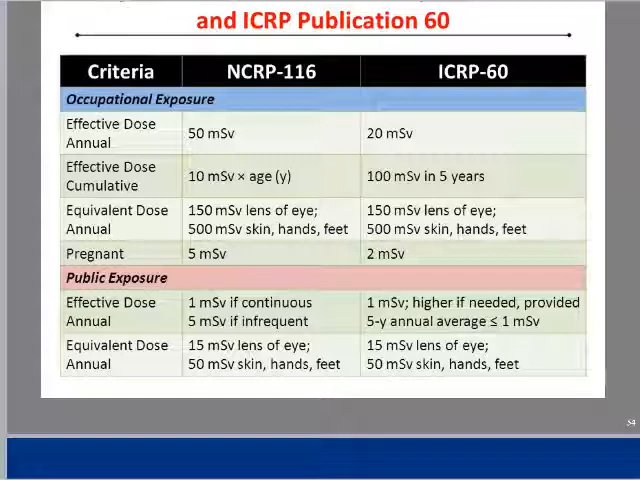 and ICRP Publication 60
Criteria NCRP-116 ICRP-60
Occupational Exposure
Effective Dose Annual 50 mSv 20 mSv
Effective Dose Cumulative 10 mSv × age (y) 100 mSv in 5 years
Equivalent Dose Annual 150 mSv lens of eye; 500 mSv skin, hands, feet 150 mSv lens of eye; 500 mSv skin, hands, feet
Pregnant 5 mSv 2 mSv
Public Exposure
Effective Dose Annual 1 mSv if continuous 5 mSv if infrequent 1 mSv; higher if needed, provided 5-y annual average ≤ 1 mSv
Equivalent Dose Annual 15 mSv lens of eye; 50 mSv skin, hands, feet 15 mSv lens of eye; 50 mSv skin, hands, feet
34